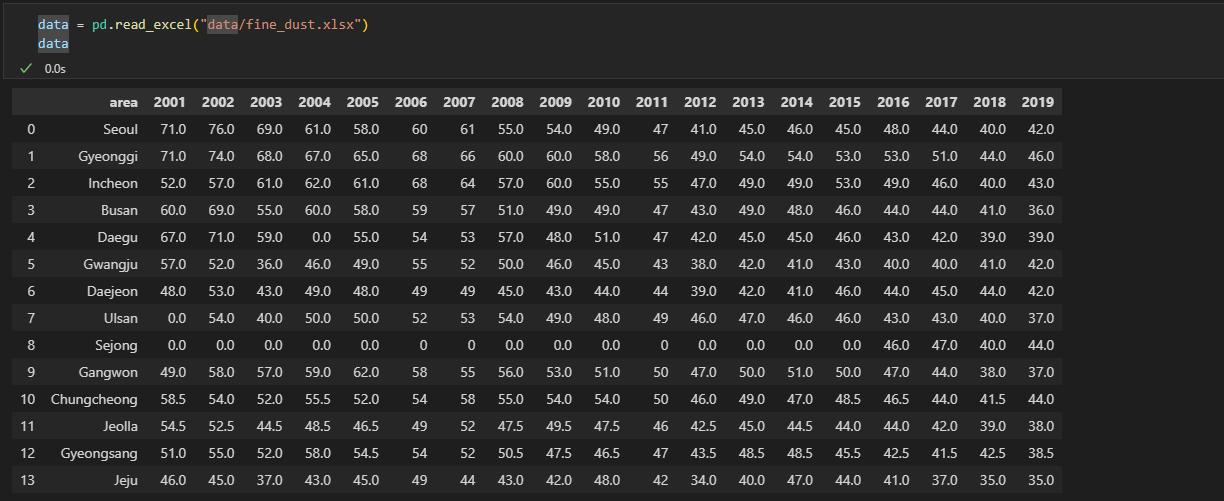 data = pd.read_excel("data/fine_dust.xlsx")
data
0.0s
area 2001 2002 2003 2004 2005 2006 2007 2008 2009 2010 2011 2012 2013 2014 2015 2016 2017 2018 2019
0 Seoul 71.0 76.0 69.0 61.0 58.0 60 61 55.0 54.0 49.0 47 41.0 45.0 46.0 45.0 48.0 44.0 40.0 42.0
1 Gyeonggi 71.0 74.0 68.0 67.0 65.0 68 66 60.0 60.0 58.0 56 49.0 54.0 54.0 53.0 53.0 51.0 44.0 46.0
2 Incheon 52.0 57.0 61.0 62.0 61.0 68 64 57.0 60.0 55.0 55 47.0 49.0 49.0 53.0 49.0 46.0 40.0 43.0
3 Busan 60.0 69.0 55.0 60.0 58.0 59 57 51.0 49.0 49.0 47 43.0 49.0 48.0 46.0 44.0 44.0 41.0 36.0
4 Daegu 67.0 71.0 59.0 0.0 55.0 54 53 57.0 48.0 51.0 47 42.0 45.0 45.0 46.0 43.0 42.0 39.0 39.0
5 Gwangju 57.0 52.0 36.0 46.0 49.0 55 52 50.0 46.0 45.0 43 38.0 42.0 41.0 43.0 40.0 40.0 41.0 42.0
6 Daejeon 48.0 53.0 43.0 49.0 48.0 49 49 45.0 43.0 44.0 44 39.0 42.0 41.0 46.0 44.0 45.0 44.0 42.0
7 Ulsan 0.0 54.0 40.0 50.0 50.0 52 53 54.0 49.0 48.0 49 46.0 47.0 46.0 46.0 43.0 43.0 40.0 37.0
8 Sejong 0.0 0.0 0.0 0.0 0.0 0 0 0.0 0.0 0.0 0 0.0 0.0 0.0 0.0 46.0 47.0 40.0 44.0
9 Gangwon 49.0 58.0 57.0 59.0 62.0 58 55 56.0 53.0 51.0 50 47.0 50.0 51.0 50.0 47.0 44.0 38.0 37.0
10 Chungcheong 58.5 54.0 52.0 55.5 52.0 54 58 55.0 54.0 54.0 50 46.0 49.0 47.0 48.5 46.5 44.0 41.5 44.0
11 Jeolla 54.5 52.5 44.5 48.5 46.5 49 52 47.5 49.5 47.5 46 42.5 45.0 44.5 44.0 44.0 42.0 39.0 38.0
12 Gyeongsang 51.0 55.0 52.0 58.0 54.5 54 52 50.5 47.5 46.5 47 43.5 48.5 48.5 45.5 42.5 41.5 42.5 38.5
13 Jeju 46.0 45.0 37.0 43.0 45.0 49 44 43.0 42.0 48.0 42 34.0 40.0 47.0 44.0 41.0 37.0 35.0 35.0